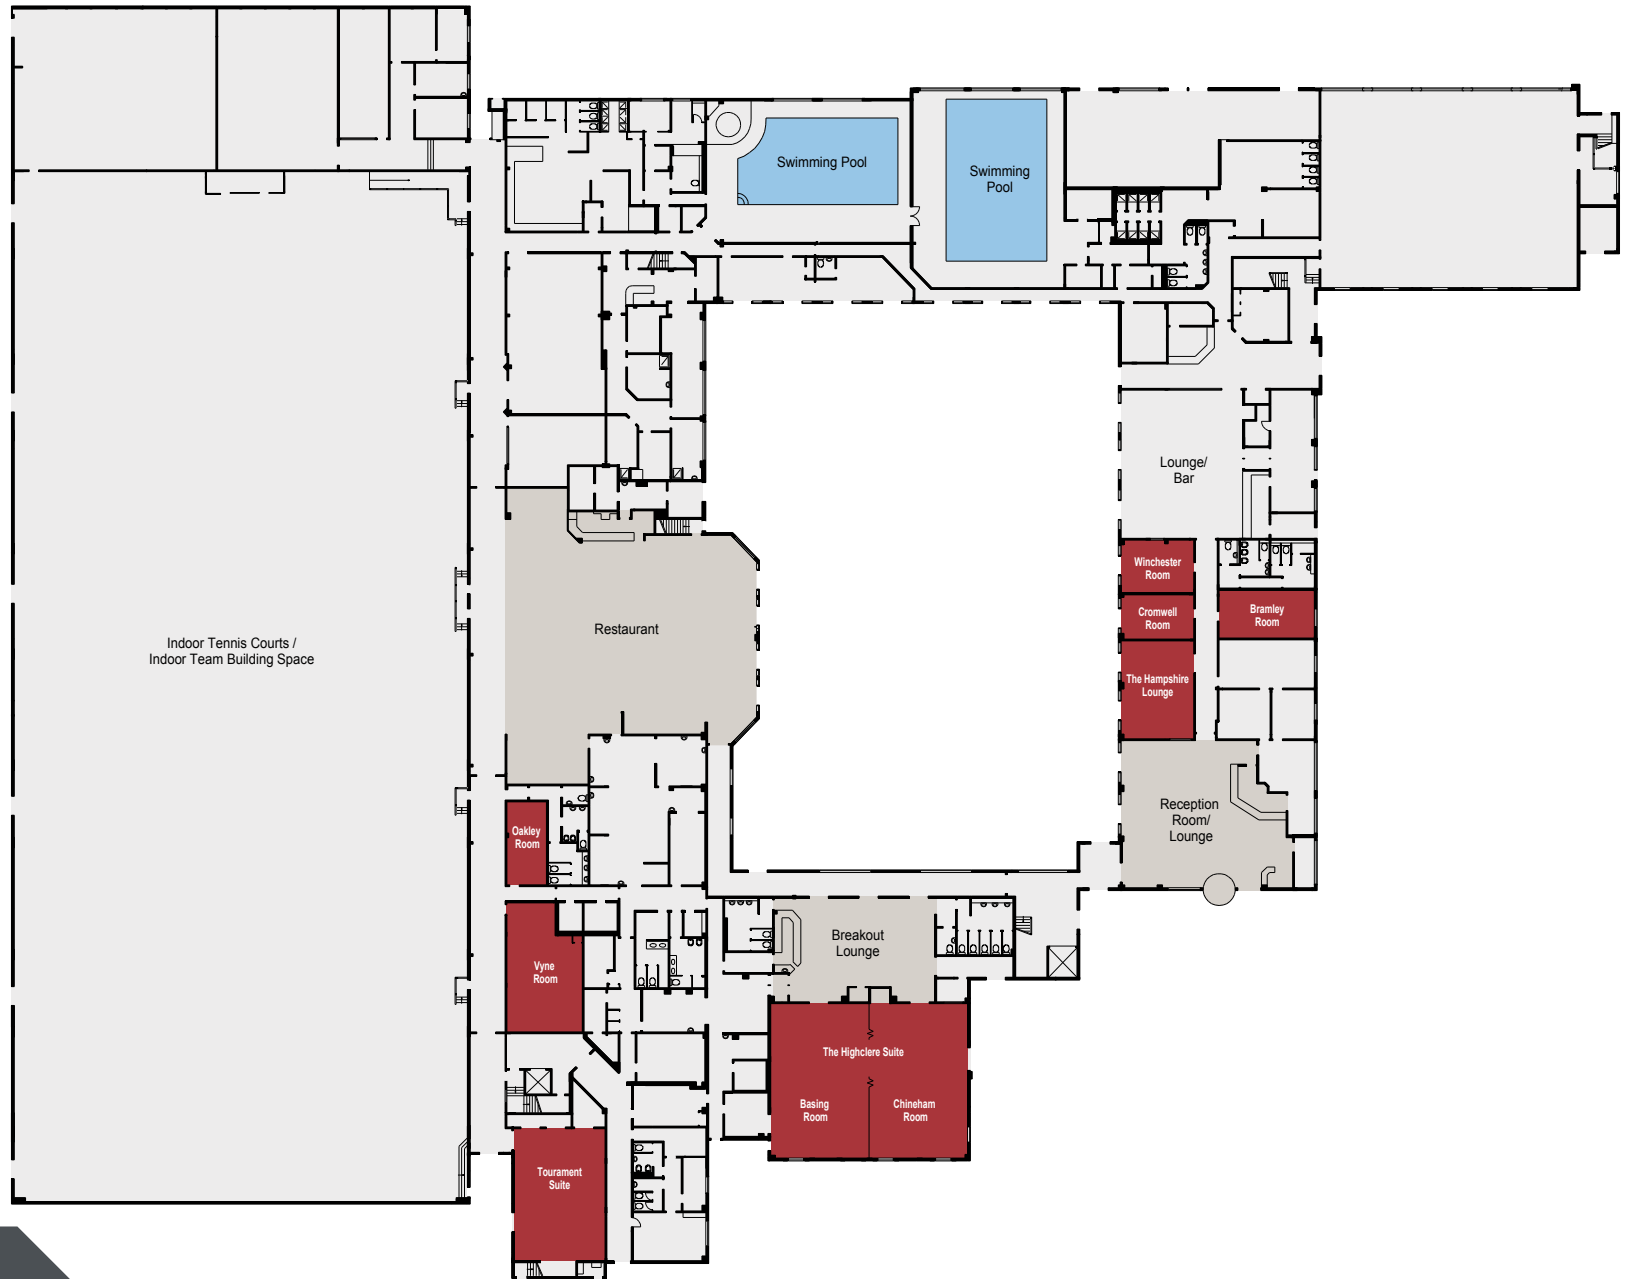 Swimming Pool
Swimming
Pool
Lounge/
Bar
Winchester
Room
Cromwell
Room
Bramley
Room
Restaurant
Indoor Tennis Courts /
Indoor Team Building Space
The Hampshire
Lounge
Reception
Room/
Lounge
Oakley
Room
Breakout
Lounge
Vyne
Room
The Highclere Suite
Basing
Room
Chineham
Room
Tourament
Suite